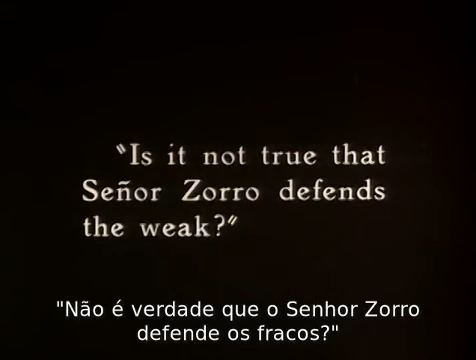 "Is it not true that
Señor Zorro defends
the weak?"
"Não é verdade que o Senhor Zorro
defende os fracos?"